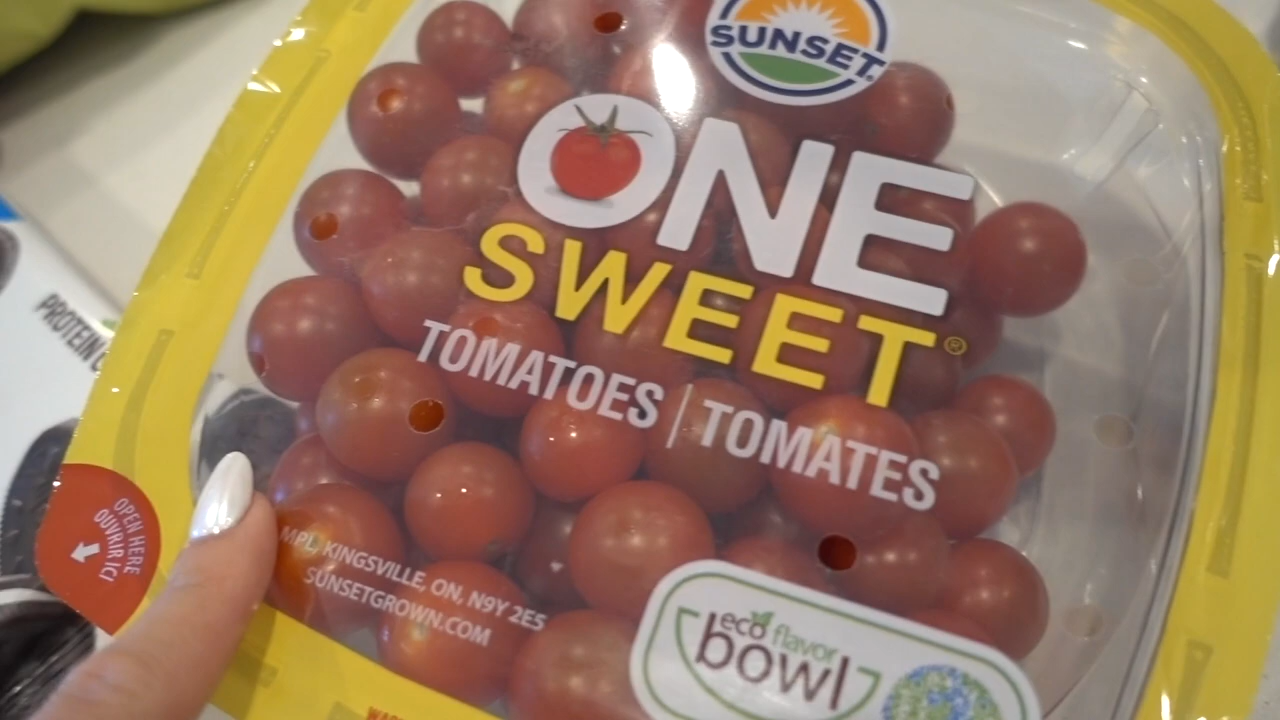 SUNSET
ONE
SWEET®
TOMATOES | TOMATES
PROTEIN
OPEN HERE
OUVRIR ICI
MPL, KINGSVILLE, ON, N9Y 2E5
SUNSETGROWN.COM
eco flavor
bowl